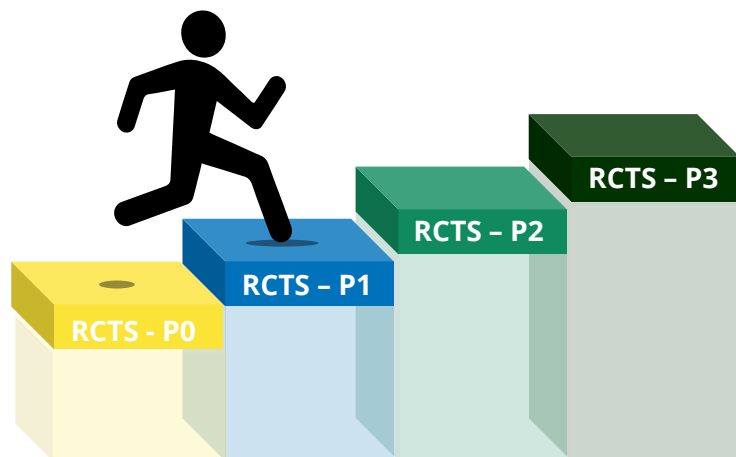 RCTS - P0
RCTS – P1
RCTS – P2
RCTS – P3